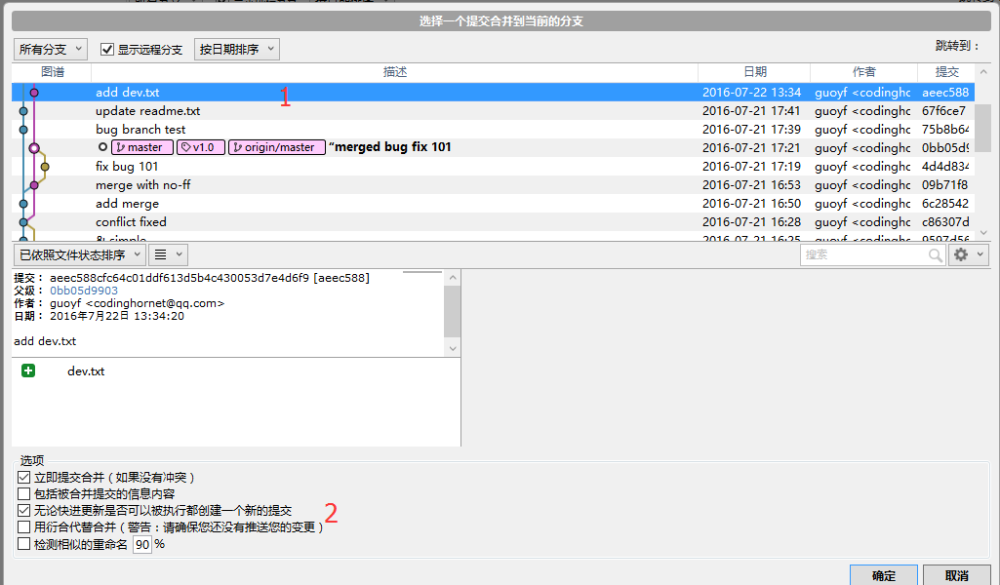 选择一个提交合并到当前的分支
所有分支 显示远程分支 按日期排序 跳转到：
图谱 描述 日期 作者 提交
add dev.txt 1 2016-07-22 13:34 guoyf <codinghc aeec588
update readme.txt 2016-07-21 17:41 guoyf <codinghc 67f6ce7
bug branch test 2016-07-21 17:39 guoyf <codinghc 75b8b64
master v1.0 origin/master "merged bug fix 101 2016-07-21 17:21 guoyf <codinghc 0bb05d9
fix bug 101 2016-07-21 17:19 guoyf <codinghc 4d4d834
merge with no-ff 2016-07-21 16:53 guoyf <codinghc 09b71f8
add merge 2016-07-21 16:50 guoyf <codinghc 6c28542
conflict fixed 2016-07-21 16:28 guoyf <codinghc c86307d
& simple 2016-07-21 16:25 guoyf <codinghc 9597d56
已依照文件状态排序 搜索
提交： aeec588cfc64c01ddf613d5b4c430053d7e4d6f9 [aeec588]
父级： 0bb05d9903
作者： guoyf <codinghornet@qq.com>
日期： 2016年7月22日 13:34:20
add dev.txt
dev.txt
选项
立即提交合并（如果没有冲突）
包括被合并提交的信息内容
无论快进更新是否可以被执行都创建一个新的提交 2
用衍合代替合并（警告：请确保您还没有推送您的变更）
检测相似的重命名 90 %
确定 取消